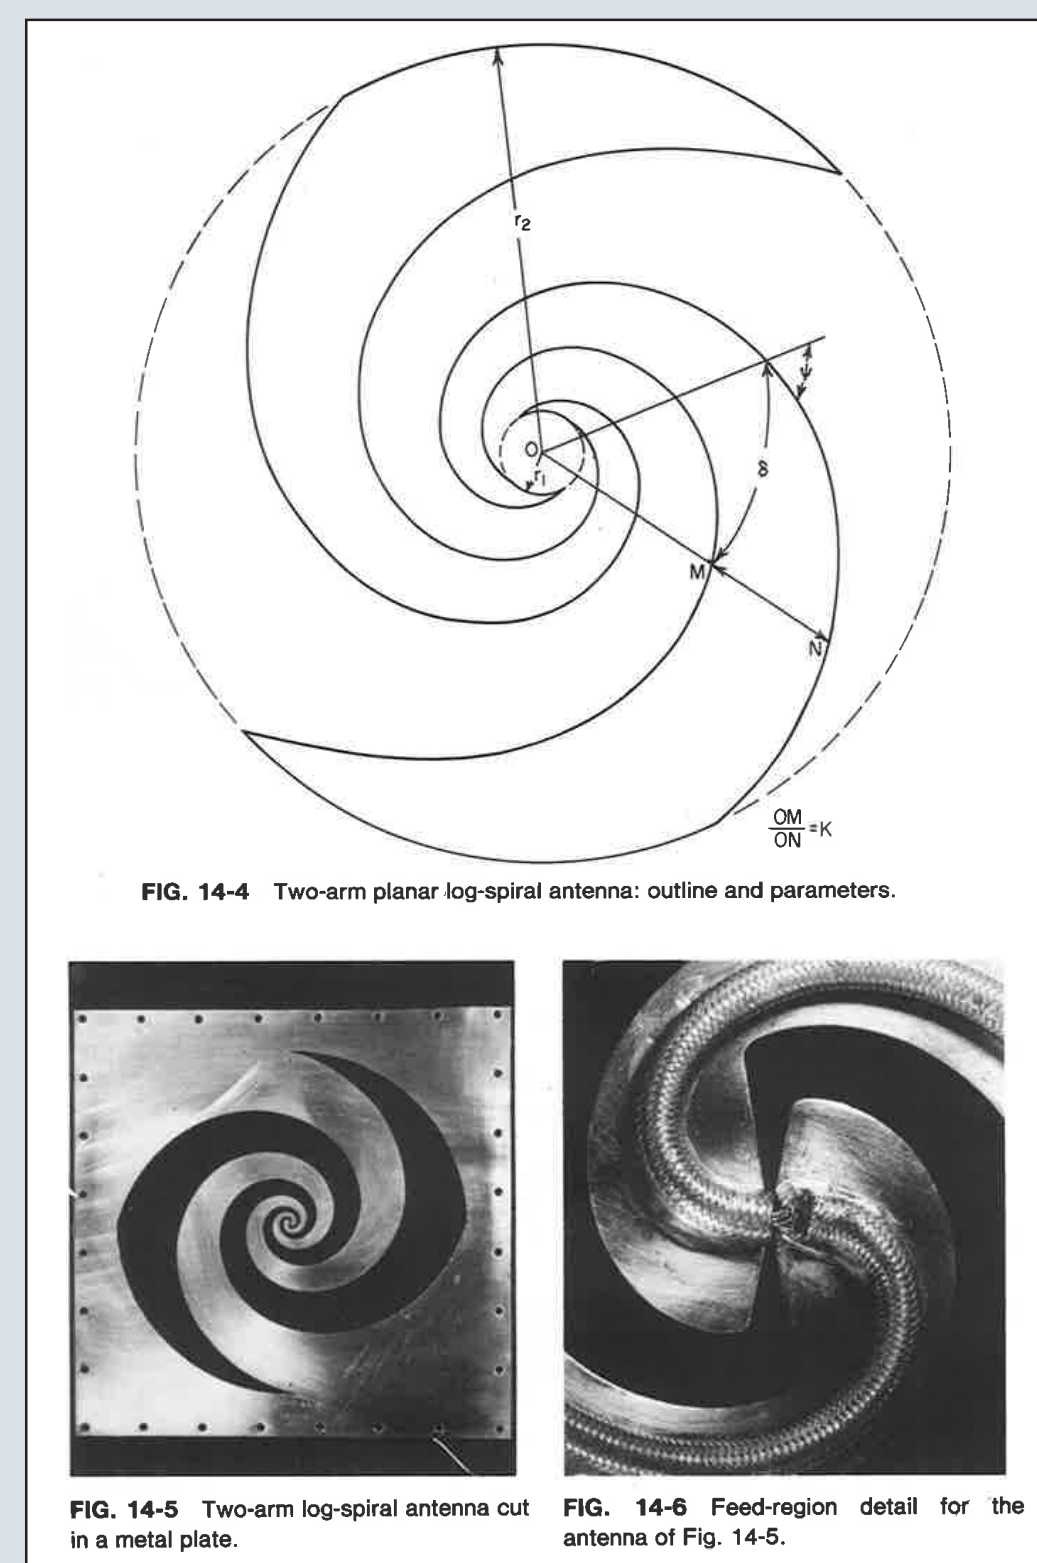 r2
ψ
O
r1
δ
M
N
OM
ON
=K
FIG. 14-4 Two-arm planar log-spiral antenna: outline and parameters.
FIG. 14-5 Two-arm log-spiral antenna cut
in a metal plate.
FIG. 14-6 Feed-region detail for the
antenna of Fig. 14-5.